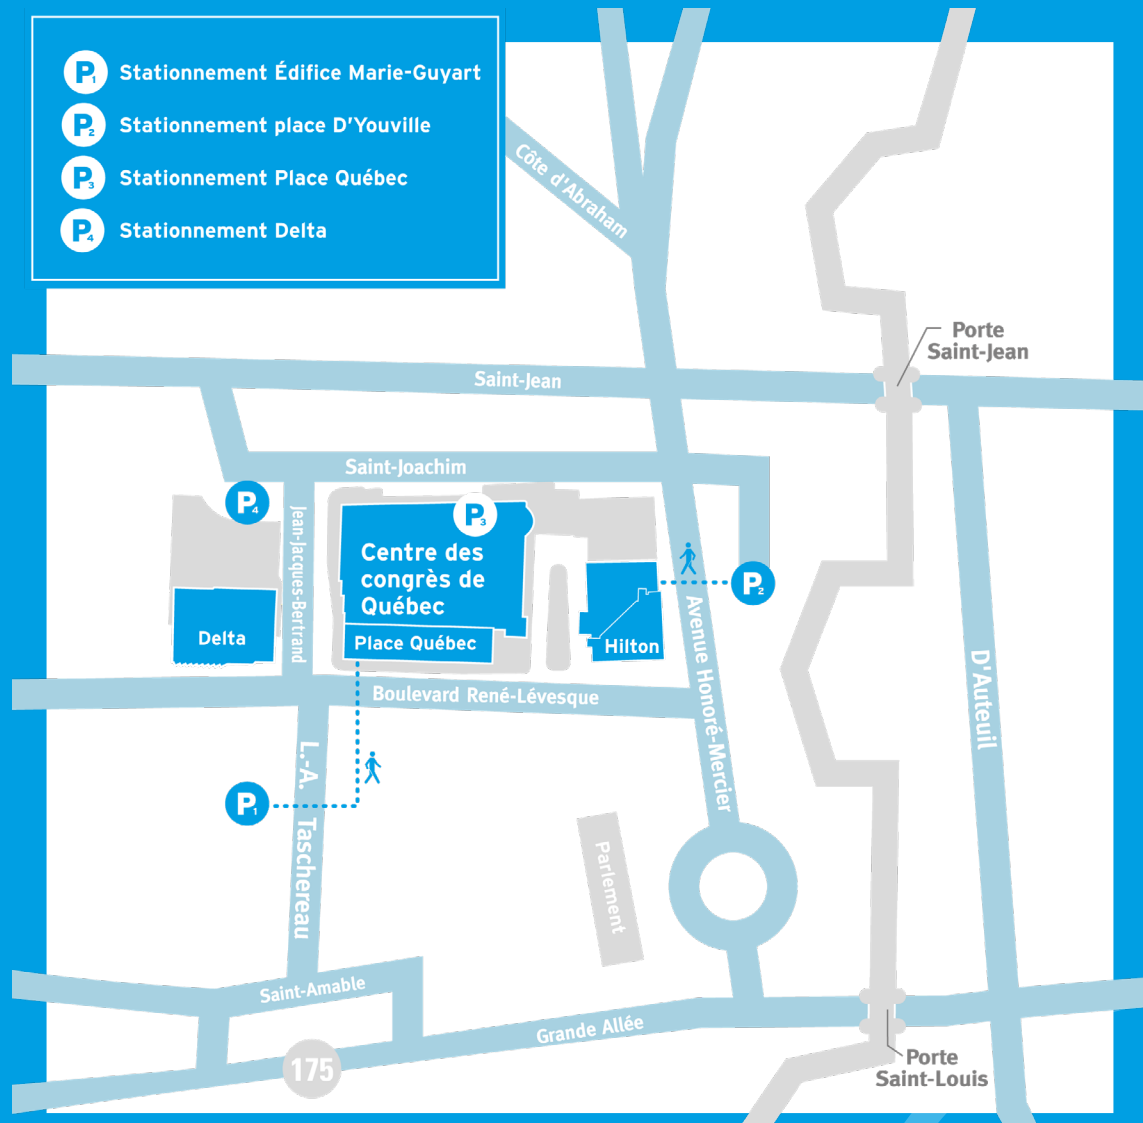 P1 Stationnement Édifice Marie-Guyart
P2 Stationnement place D'Youville
P3 Stationnement Place Québec
P4 Stationnement Delta
Côte d'Abraham
Porte
Saint-Jean
Saint-Jean
Saint-Joachim
P4
P3
Jean-Jacques-Bertrand
Centre des
congrès de
Québec
P2
Delta
Place Québec
Hilton
Avenue Honoré-Mercier
D'Auteuil
Boulevard René-Lévesque
L.-A. Taschereau
P1
Parlement
Saint-Amable
Grande Allée
175
Porte
Saint-Louis